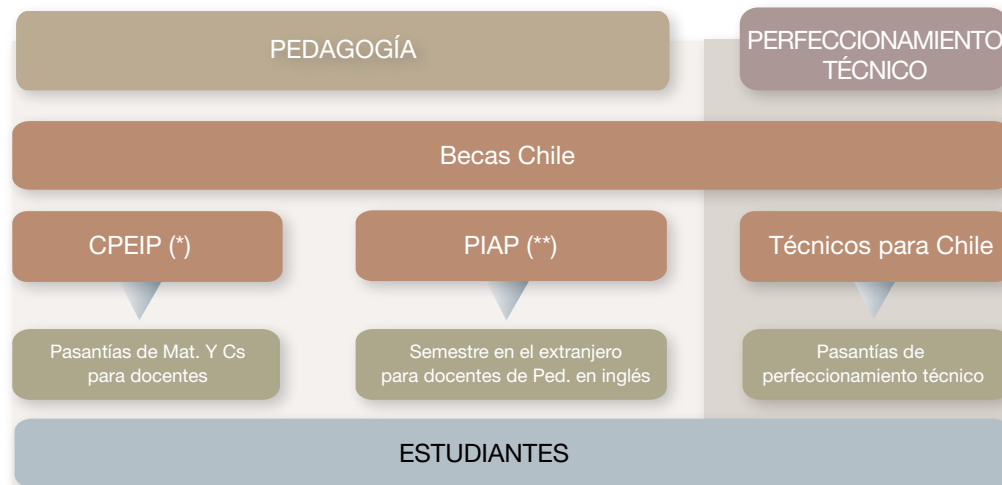 PEDAGOGÍA
PERFECCIONAMIENTO
TÉCNICO
Becas Chile
CPEIP (*)
PIAP (**)
Técnicos para Chile
Pasantías de Mat. Y Cs
para docentes
Semestre en el extranjero
para docentes de Ped. en inglés
Pasantías de
perfeccionamiento técnico
ESTUDIANTES